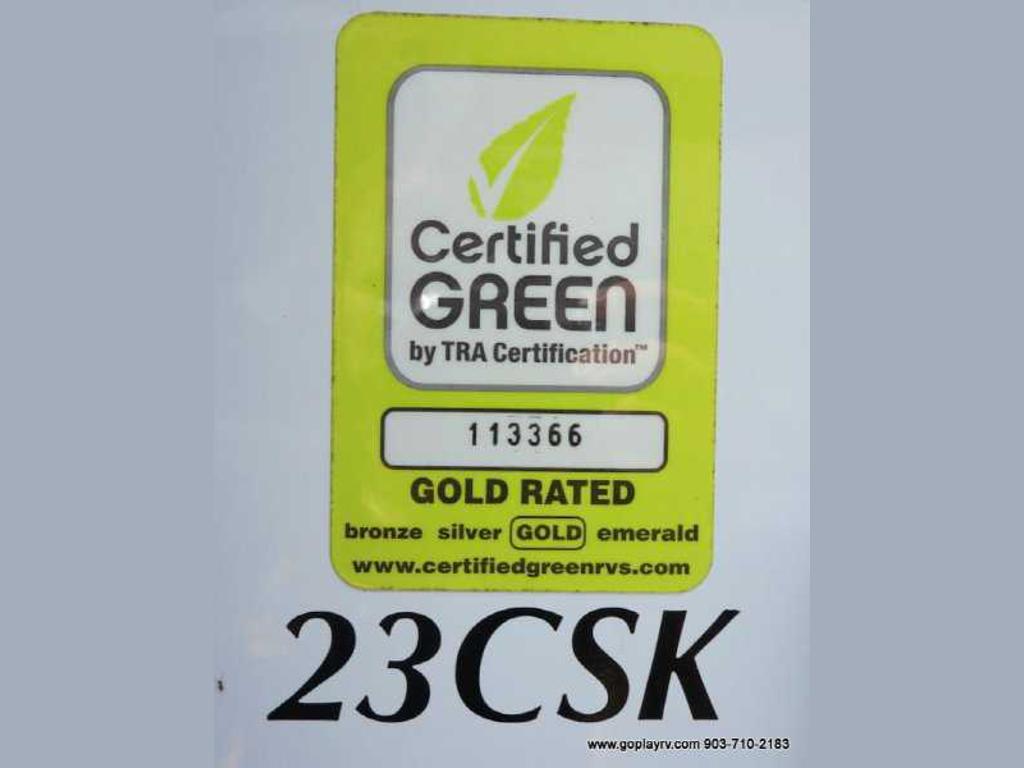 Certified
GREEN
by TRA Certification™
113366
GOLD RATED
bronze silver GOLD emerald
www.certifiedgreenrvs.com
23CSK
www.goplayrv.com 903-710-2183